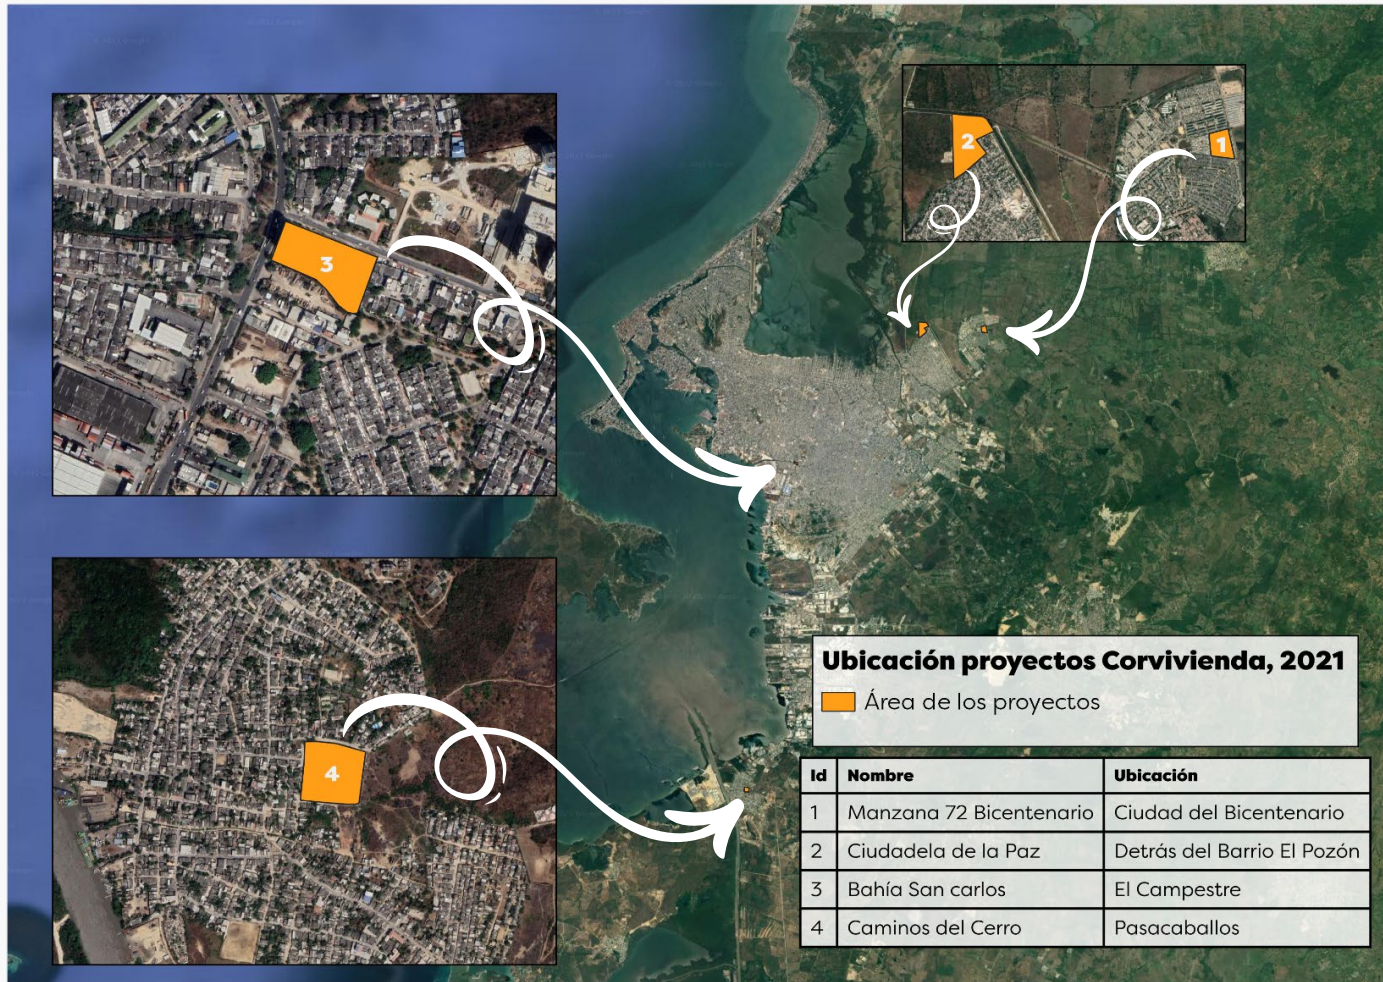 2
1
3
4
Ubicación proyectos Corvivienda, 2021
Área de los proyectos
Id Nombre Ubicación
1 Manzana 72 Bicentenario Ciudad del Bicentenario
2 Ciudadela de la Paz Detrás del Barrio El Pozón
3 Bahía San carlos El Campestre
4 Caminos del Cerro Pasacaballos